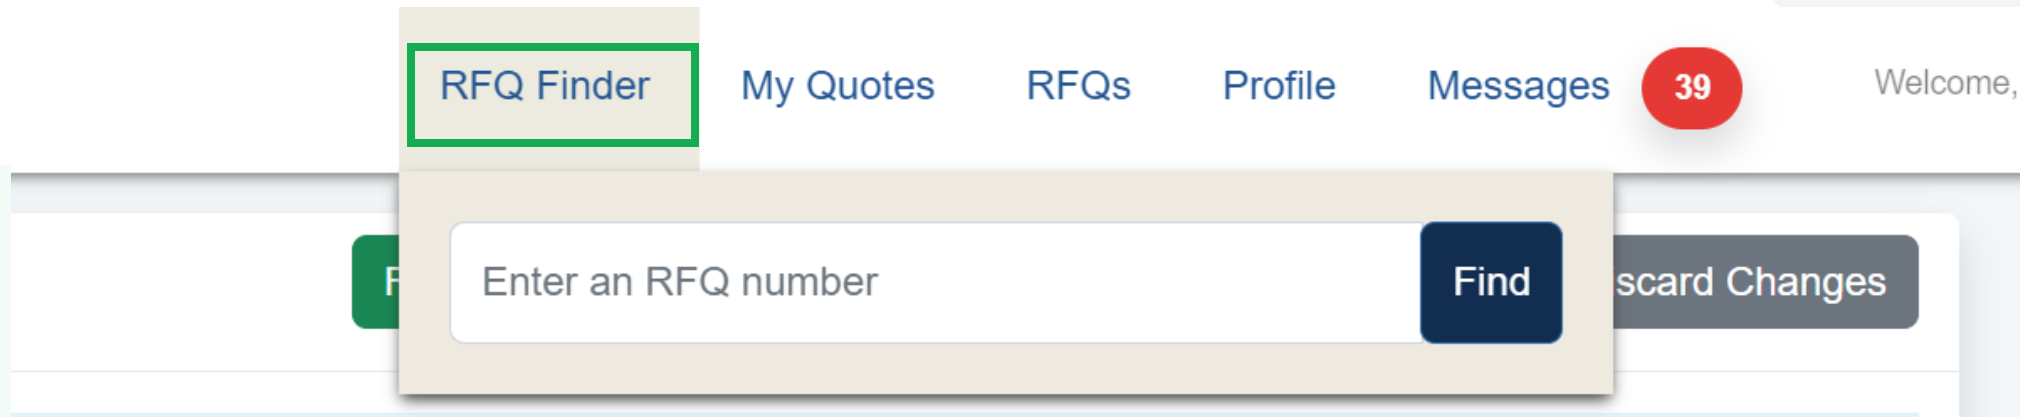 RFQ Finder My Quotes RFQs Profile Messages 39 Welcome,
Enter an RFQ number Find scard Changes